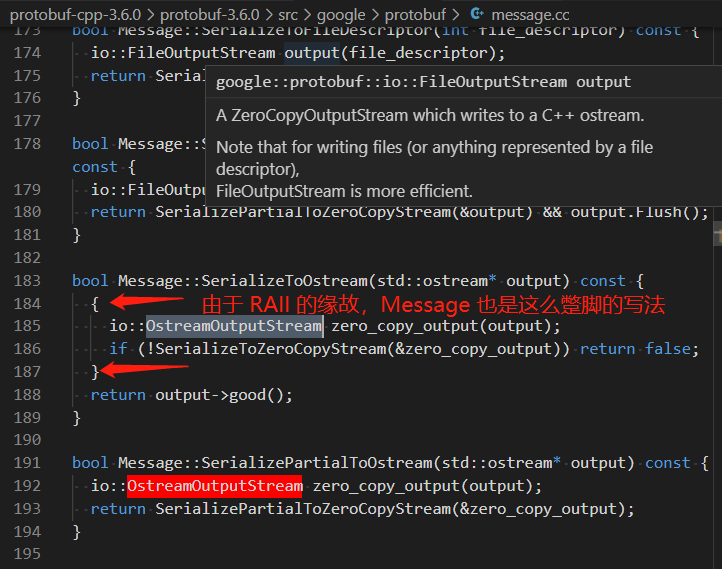 protobuf-cpp-3.6.0 › protobuf-3.6.0 › src › google › protobuf › message.cc
173 bool Message::SerializeToFileDescriptor(int file_descriptor) const {
174 io::FileOutputStream output(file_descriptor);
175 return Serial
google::protobuf::io::FileOutputStream output
176 }
A ZeroCopyOutputStream which writes to a C++ ostream.
177
Note that for writing files (or anything represented by a file
178 bool Message::S
descriptor),
const {
FileOutputStream is more efficient.
179 io::FileOutpu
180 return SerializePartialToZeroCopyStream(&output) && output.Flush();
181 }
182
183 bool Message::SerializeToOstream(std::ostream* output) const {
184 {
由于 RAII 的缘故，Message 也是这么蹩脚的写法
185 io::OstreamOutputStream zero_copy_output(output);
186 if (!SerializeToZeroCopyStream(&zero_copy_output)) return false;
187 }
188 return output->good();
189 }
190
191 bool Message::SerializePartialToOstream(std::ostream* output) const {
192 io::OstreamOutputStream zero_copy_output(output);
193 return SerializePartialToZeroCopyStream(&zero_copy_output);
194 }
195